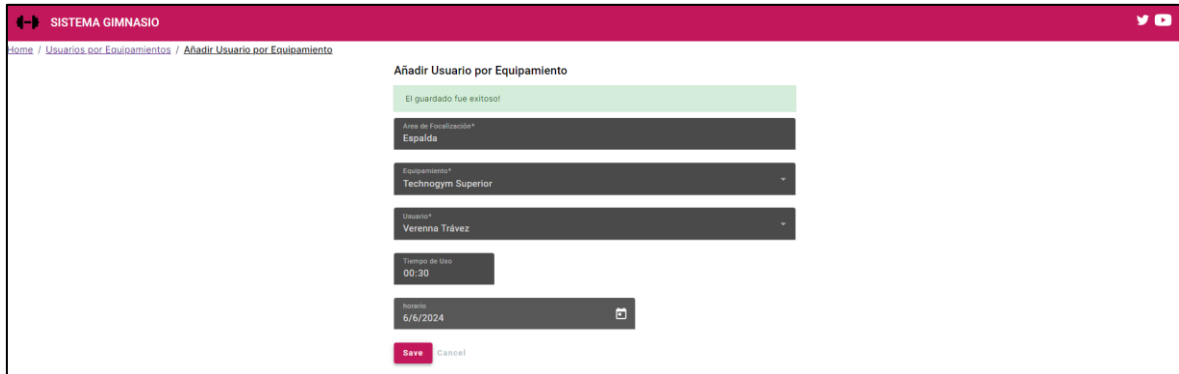 SISTEMA GIMNASIO
Home / Usuarios por Equipamientos / Añadir Usuario por Equipamiento
Añadir Usuario por Equipamiento
El guardado fue exitoso!
Area de Focalización*
Espalda
Equipamiento*
Technogym Superior
Usuario*
Verenna Trávez
Tiempo de Uso
00:30
horario
6/6/2024
Save Cancel